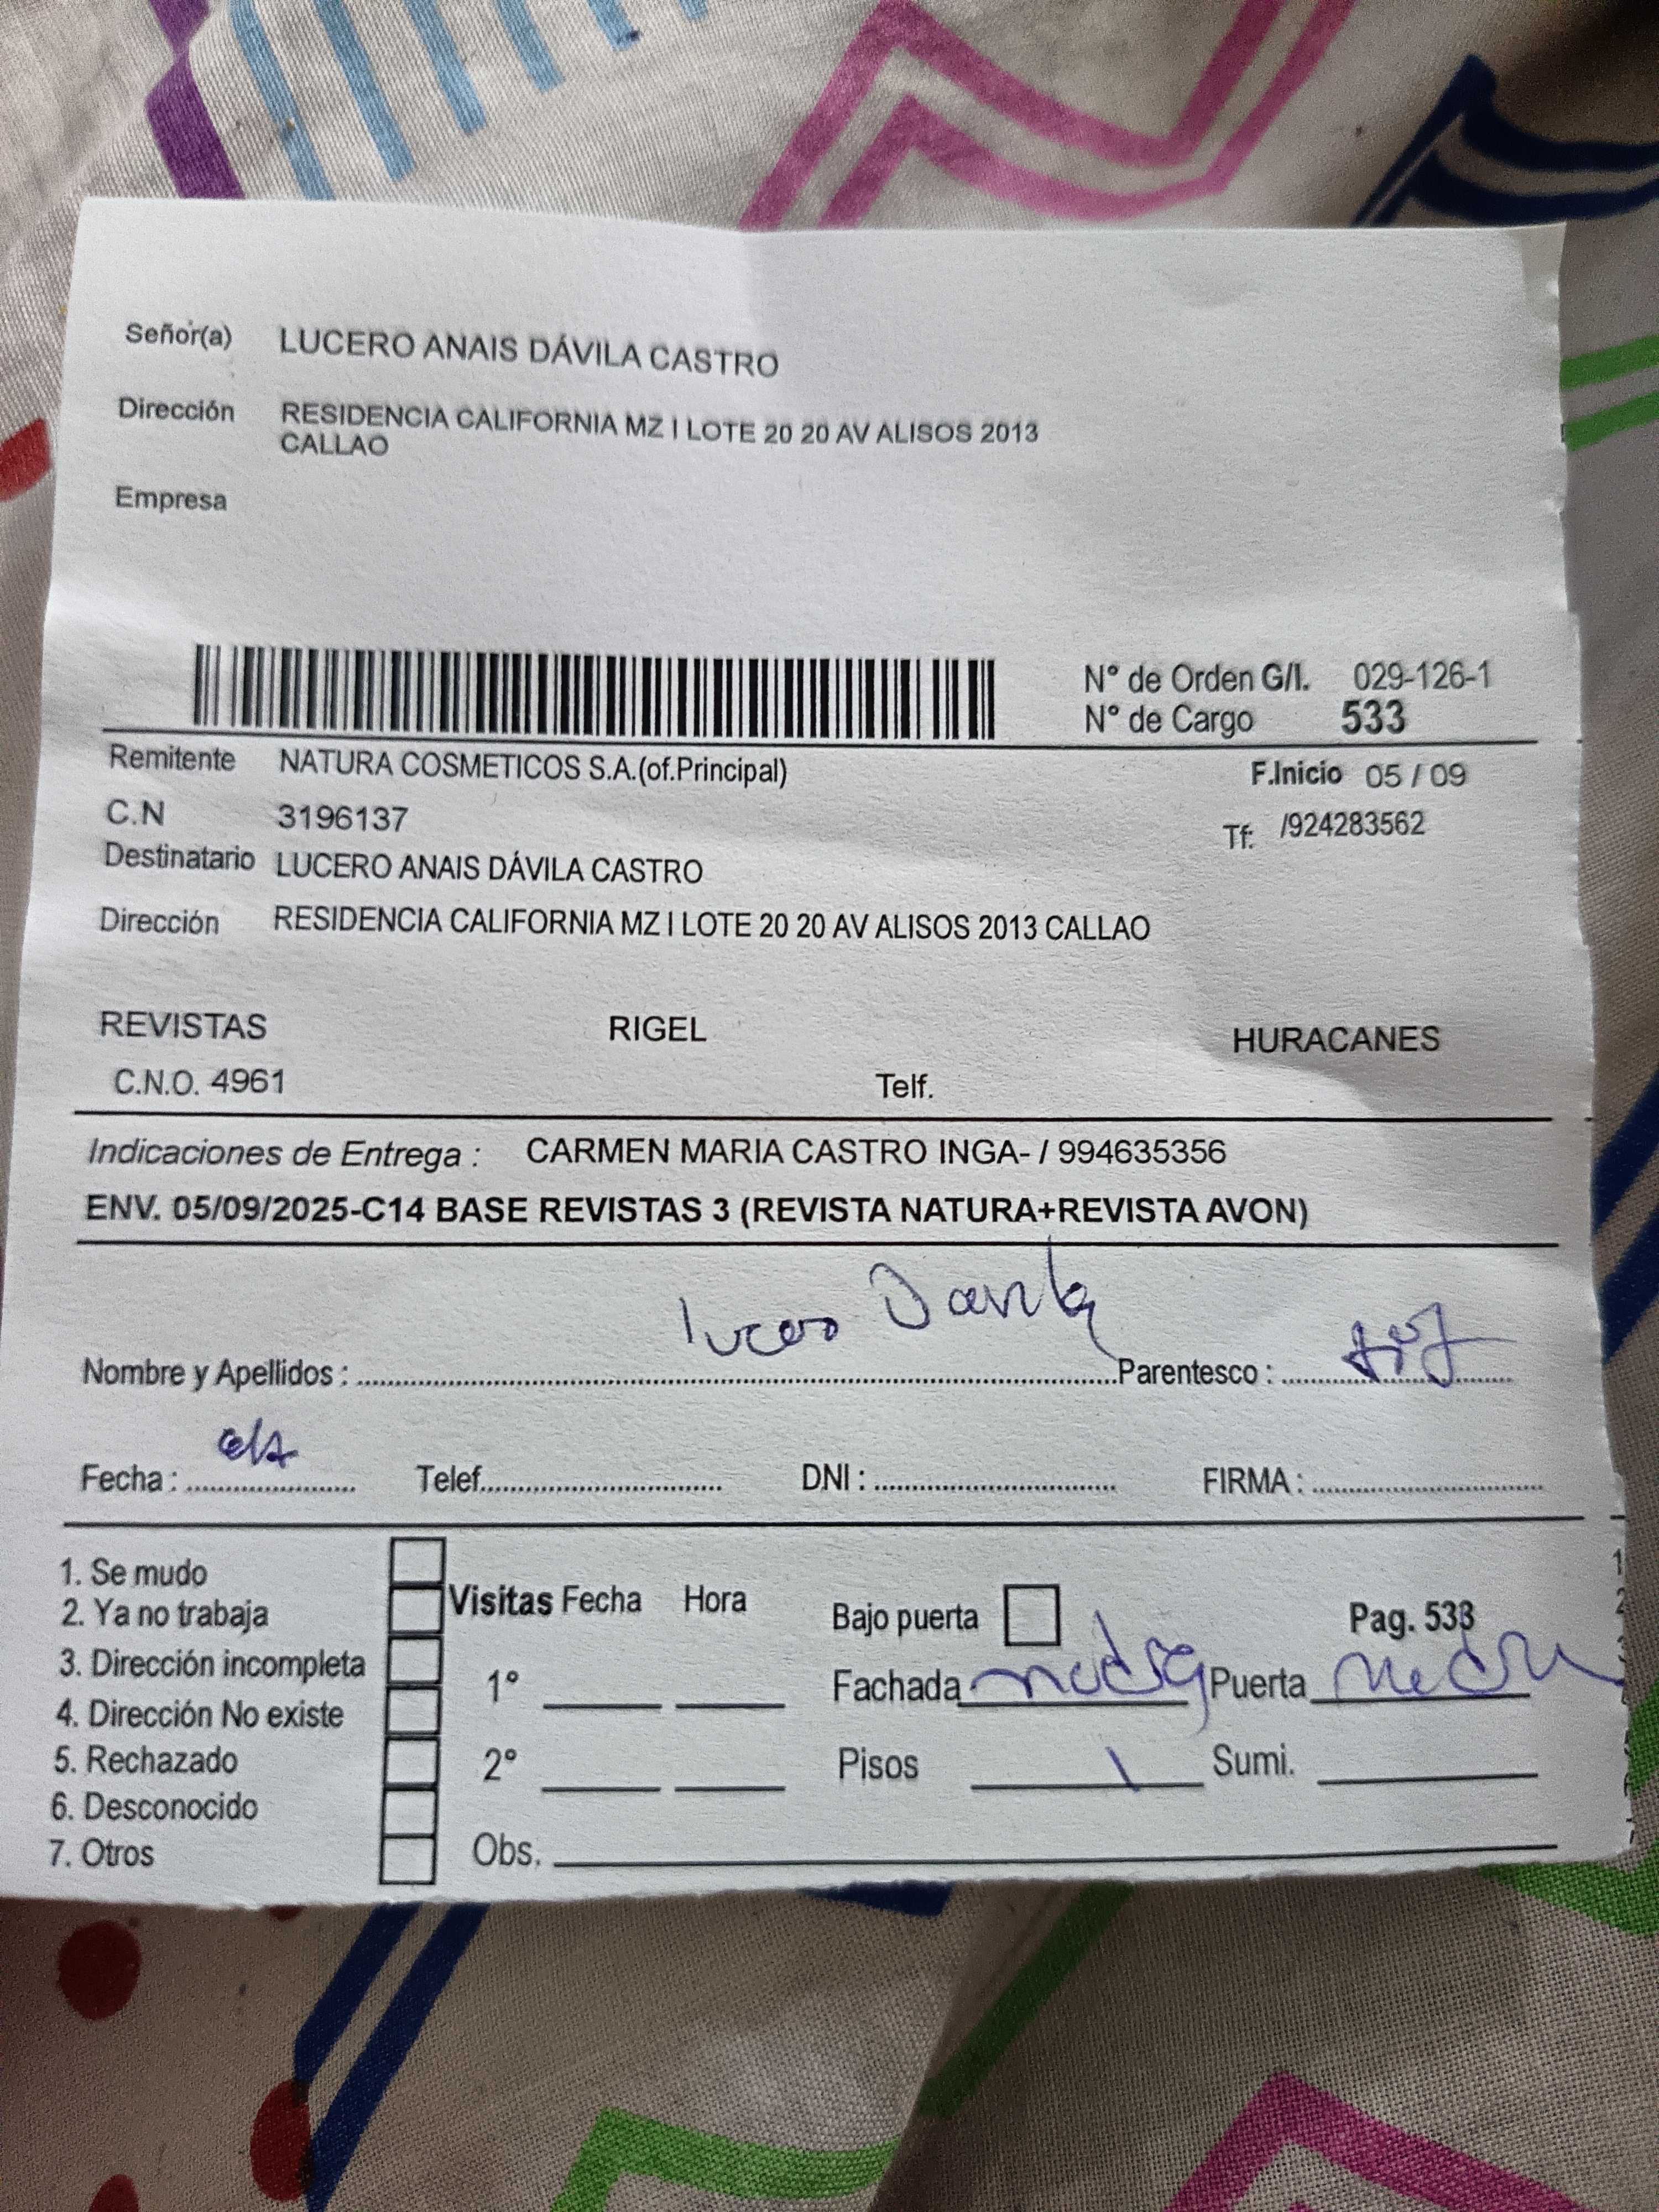 Señor(a) LUCERO ANAIS DÁVILA CASTRO
Dirección RESIDENCIA CALIFORNIA MZ I LOTE 20 20 AV ALISOS 2013
CALLAO
Empresa
N° de Orden G/I. 029-126-1
N° de Cargo 533
Remitente NATURA COSMETICOS S.A.(of.Principal) F.Inicio 05 / 09
C.N 3196137 Tf: /924283562
Destinatario LUCERO ANAIS DÁVILA CASTRO
Dirección RESIDENCIA CALIFORNIA MZ I LOTE 20 20 AV ALISOS 2013 CALLAO
REVISTAS RIGEL HURACANES
C.N.O. 4961 Telf.
Indicaciones de Entrega : CARMEN MARIA CASTRO INGA- / 994635356
ENV. 05/09/2025-C14 BASE REVISTAS 3 (REVISTA NATURA+REVISTA AVON)
Nombre y Apellidos : Lucero Davila Parentesco :
Fecha : Telef. DNI : FIRMA :
1. Se mudo
2. Ya no trabaja
3. Dirección incompleta
4. Dirección No existe
5. Rechazado
6. Desconocido
7. Otros
Visitas Fecha Hora
1°
2°
Obs.
Bajo puerta Pag. 533
Fachada Puerta
Pisos 1 Sumi.